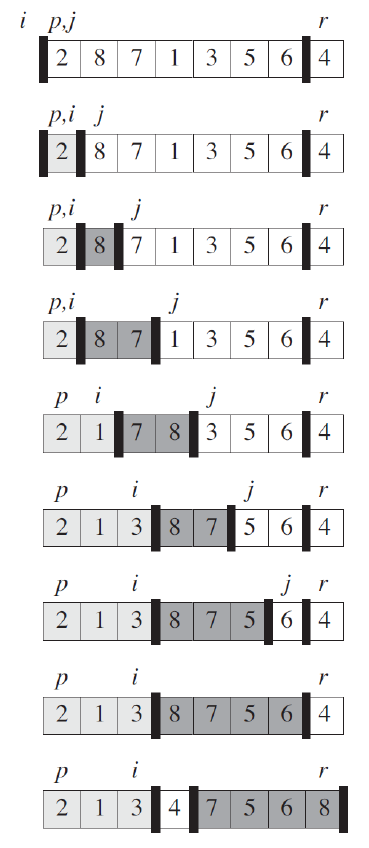 i p,j r
2 8 7 1 3 5 6 4
p,i j r
2 8 7 1 3 5 6 4
p,i j r
2 8 7 1 3 5 6 4
p,i j r
2 8 7 1 3 5 6 4
p i j r
2 1 7 8 3 5 6 4
p i j r
2 1 3 8 7 5 6 4
p i j r
2 1 3 8 7 5 6 4
p i r
2 1 3 8 7 5 6 4
p i r
2 1 3 4 7 5 6 8